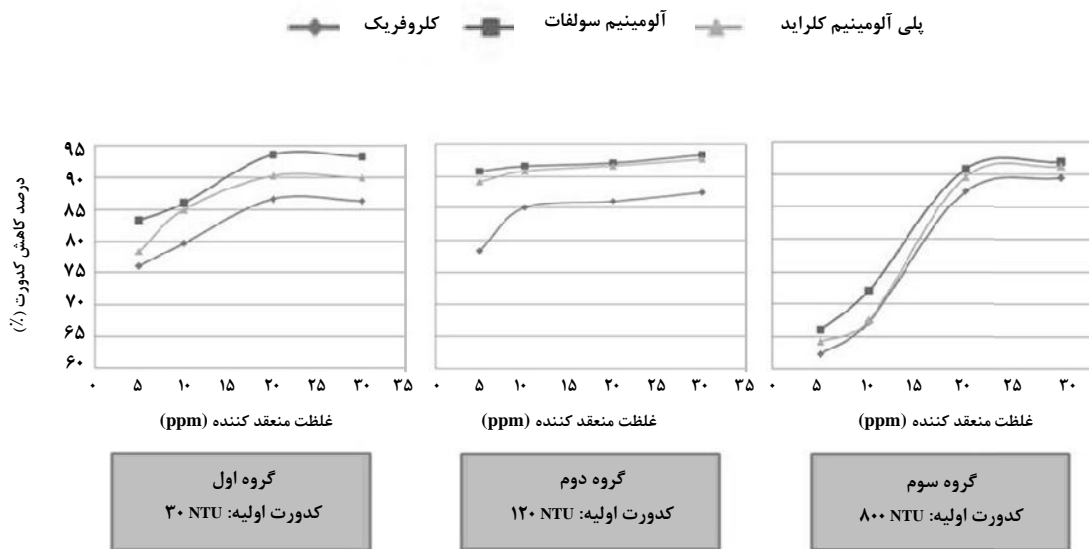 کلروفریک آلومینیم سولفات پلی آلومینیم کلراید
درصد کاهش کدورت (٪)
۹۵
۹۰
۸۵
۸۰
۷۵
۷۰
۶۵
۶۰
۰ ۵ ۱۰ ۱۵ ۲۰ ۲۵ ۳۰ ۳۵
۰ ۵ ۱۰ ۱۵ ۲۰ ۲۵ ۳۰ ۳۵
۰ ۵ ۱۰ ۱۵ ۲۰ ۲۵ ۳۰
غلظت منعقد کننده (ppm)
غلظت منعقد کننده (ppm)
غلظت منعقد کننده (ppm)
گروه اول
کدورت اولیه: ۳۰ NTU
گروه دوم
کدورت اولیه: ۱۲۰ NTU
گروه سوم
کدورت اولیه: ۸۰۰ NTU